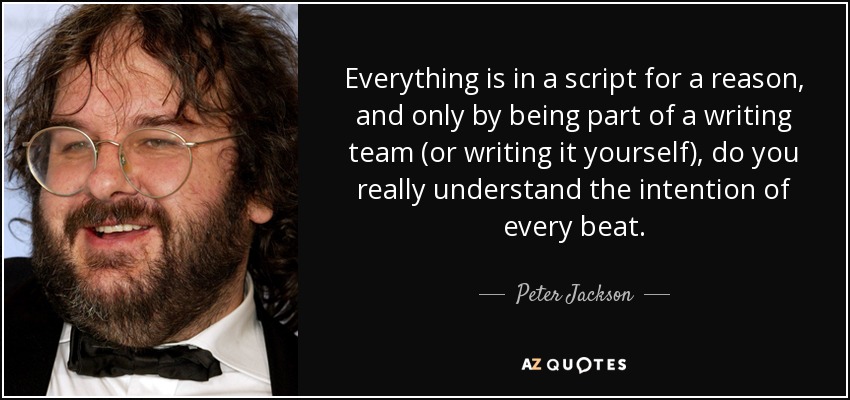 Everything is in a script for a reason,
and only by being part of a writing
team (or writing it yourself), do you
really understand the intention of
every beat.
Peter Jackson
AZ QUOTES